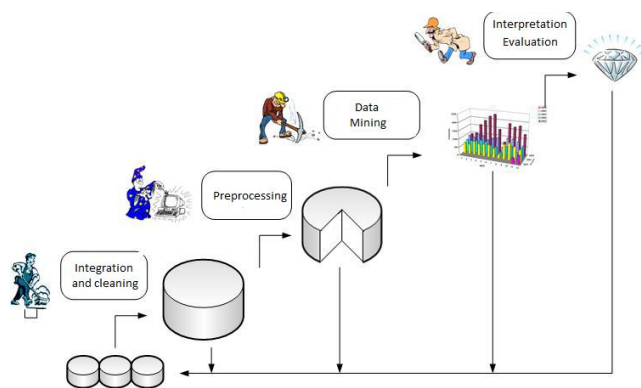 Interpretation
Evaluation
Data
Mining
Preprocessing
Integration
and cleaning